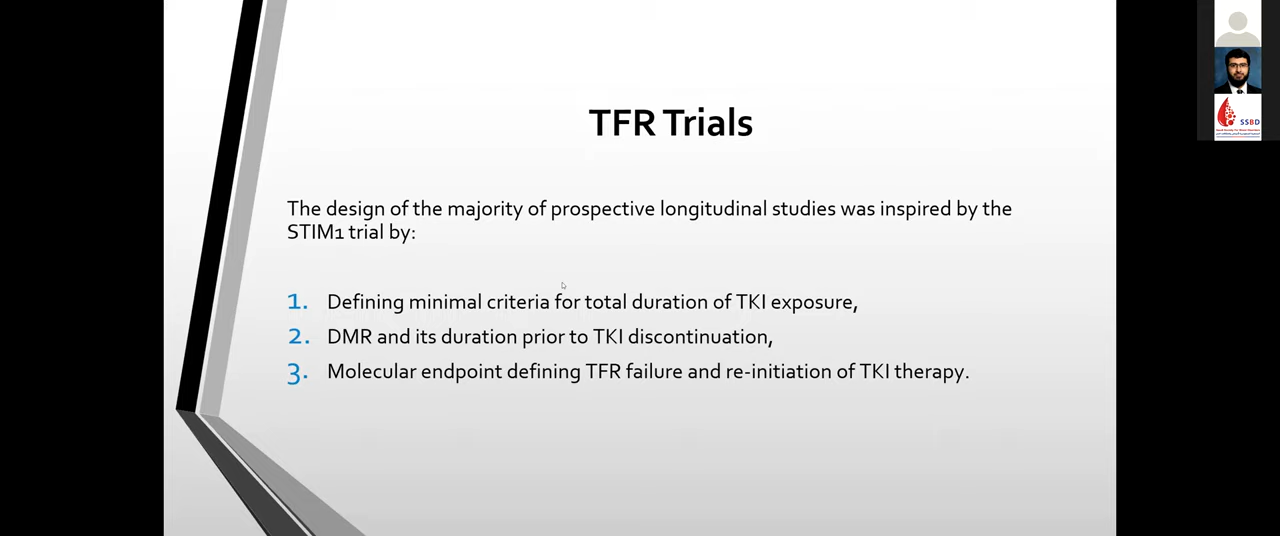 TFR Trials
The design of the majority of prospective longitudinal studies was inspired by the
STIM1 trial by:
1. Defining minimal criteria for total duration of TKI exposure,
2. DMR and its duration prior to TKI discontinuation,
3. Molecular endpoint defining TFR failure and re-initiation of TKI therapy.
SSBD